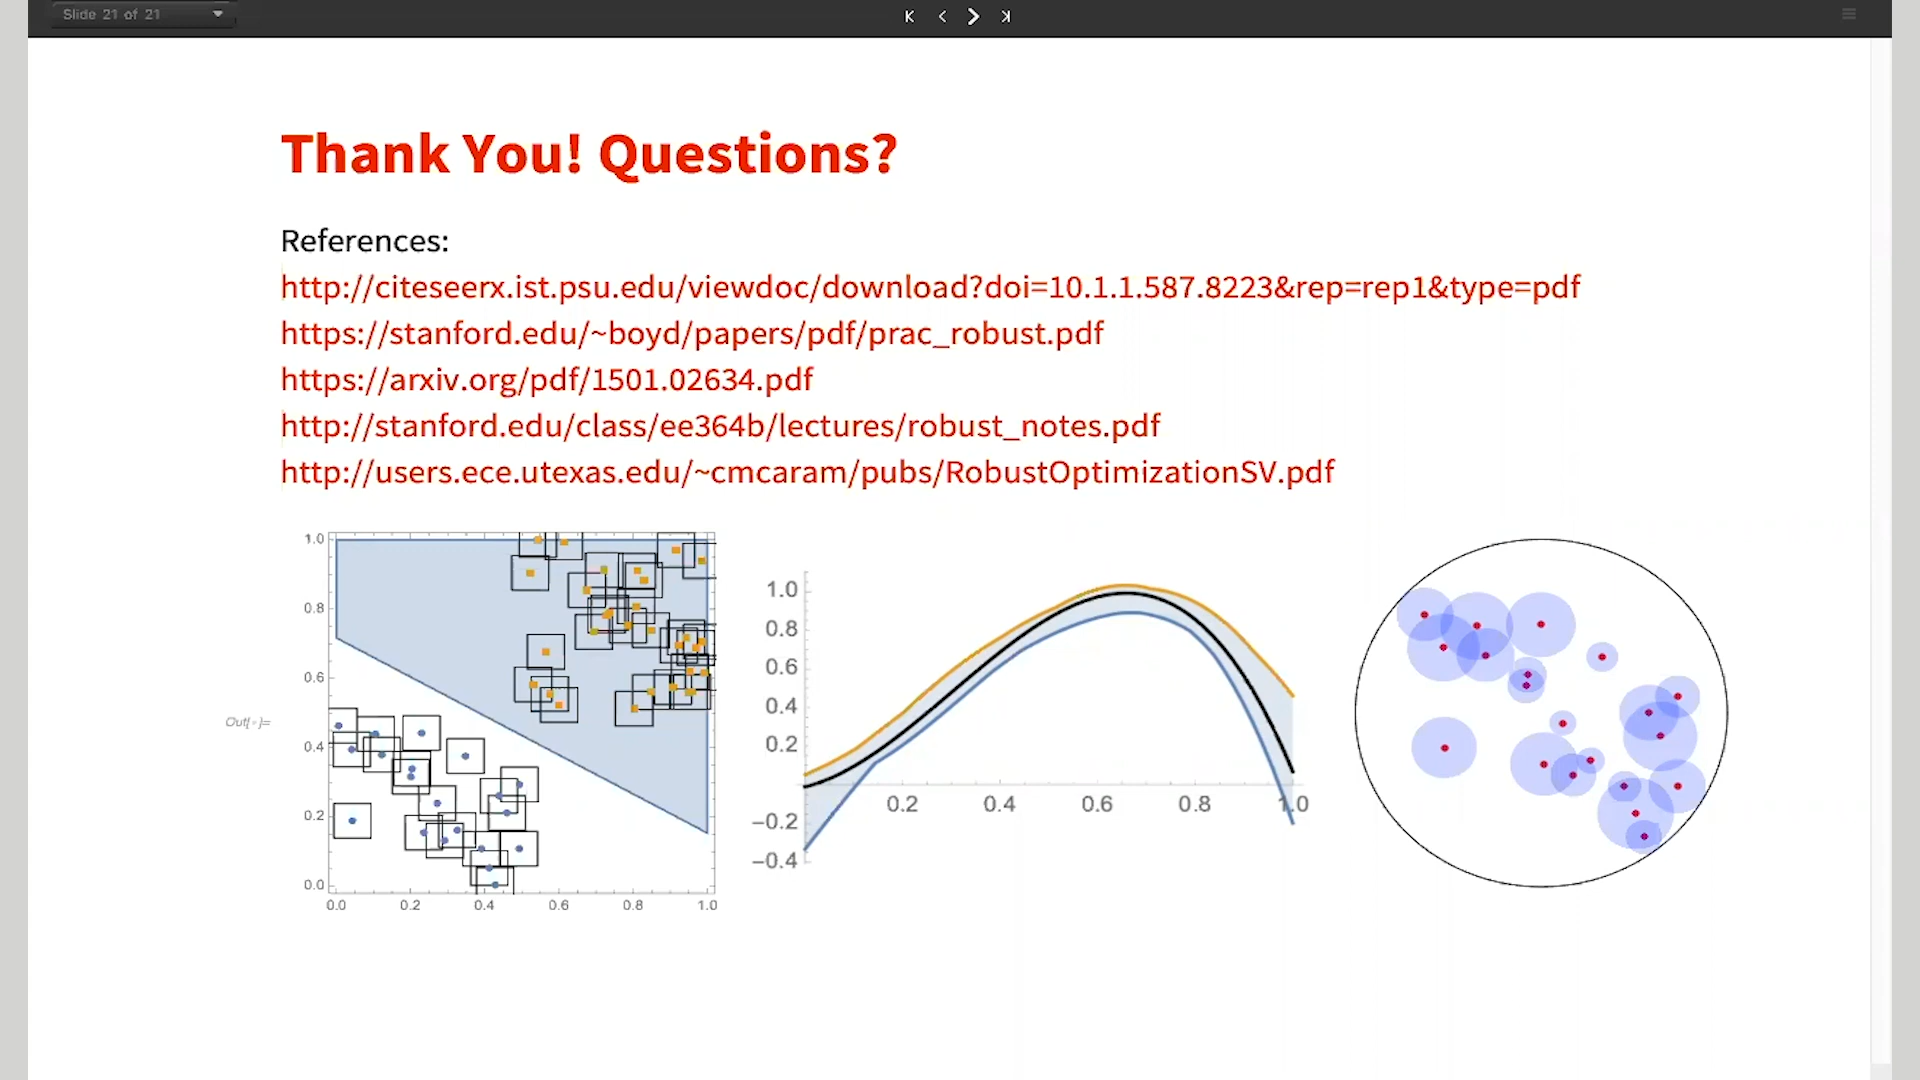 Slide 21 of 21
Thank You! Questions?
References:
http://citeseerx.ist.psu.edu/viewdoc/download?doi=10.1.1.587.8223&rep=rep1&type=pdf
https://stanford.edu/~boyd/papers/pdf/prac_robust.pdf
https://arxiv.org/pdf/1501.02634.pdf
http://stanford.edu/class/ee364b/lectures/robust_notes.pdf
http://users.ece.utexas.edu/~cmcaram/pubs/RobustOptimizationSV.pdf
Out[◦]=
1.0
0.8
0.6
0.4
0.2
0.0
0.0 0.2 0.4 0.6 0.8 1.0
1.0
0.8
0.6
0.4
0.2
0.2 0.4 0.6 0.8 1.0
−0.2
−0.4